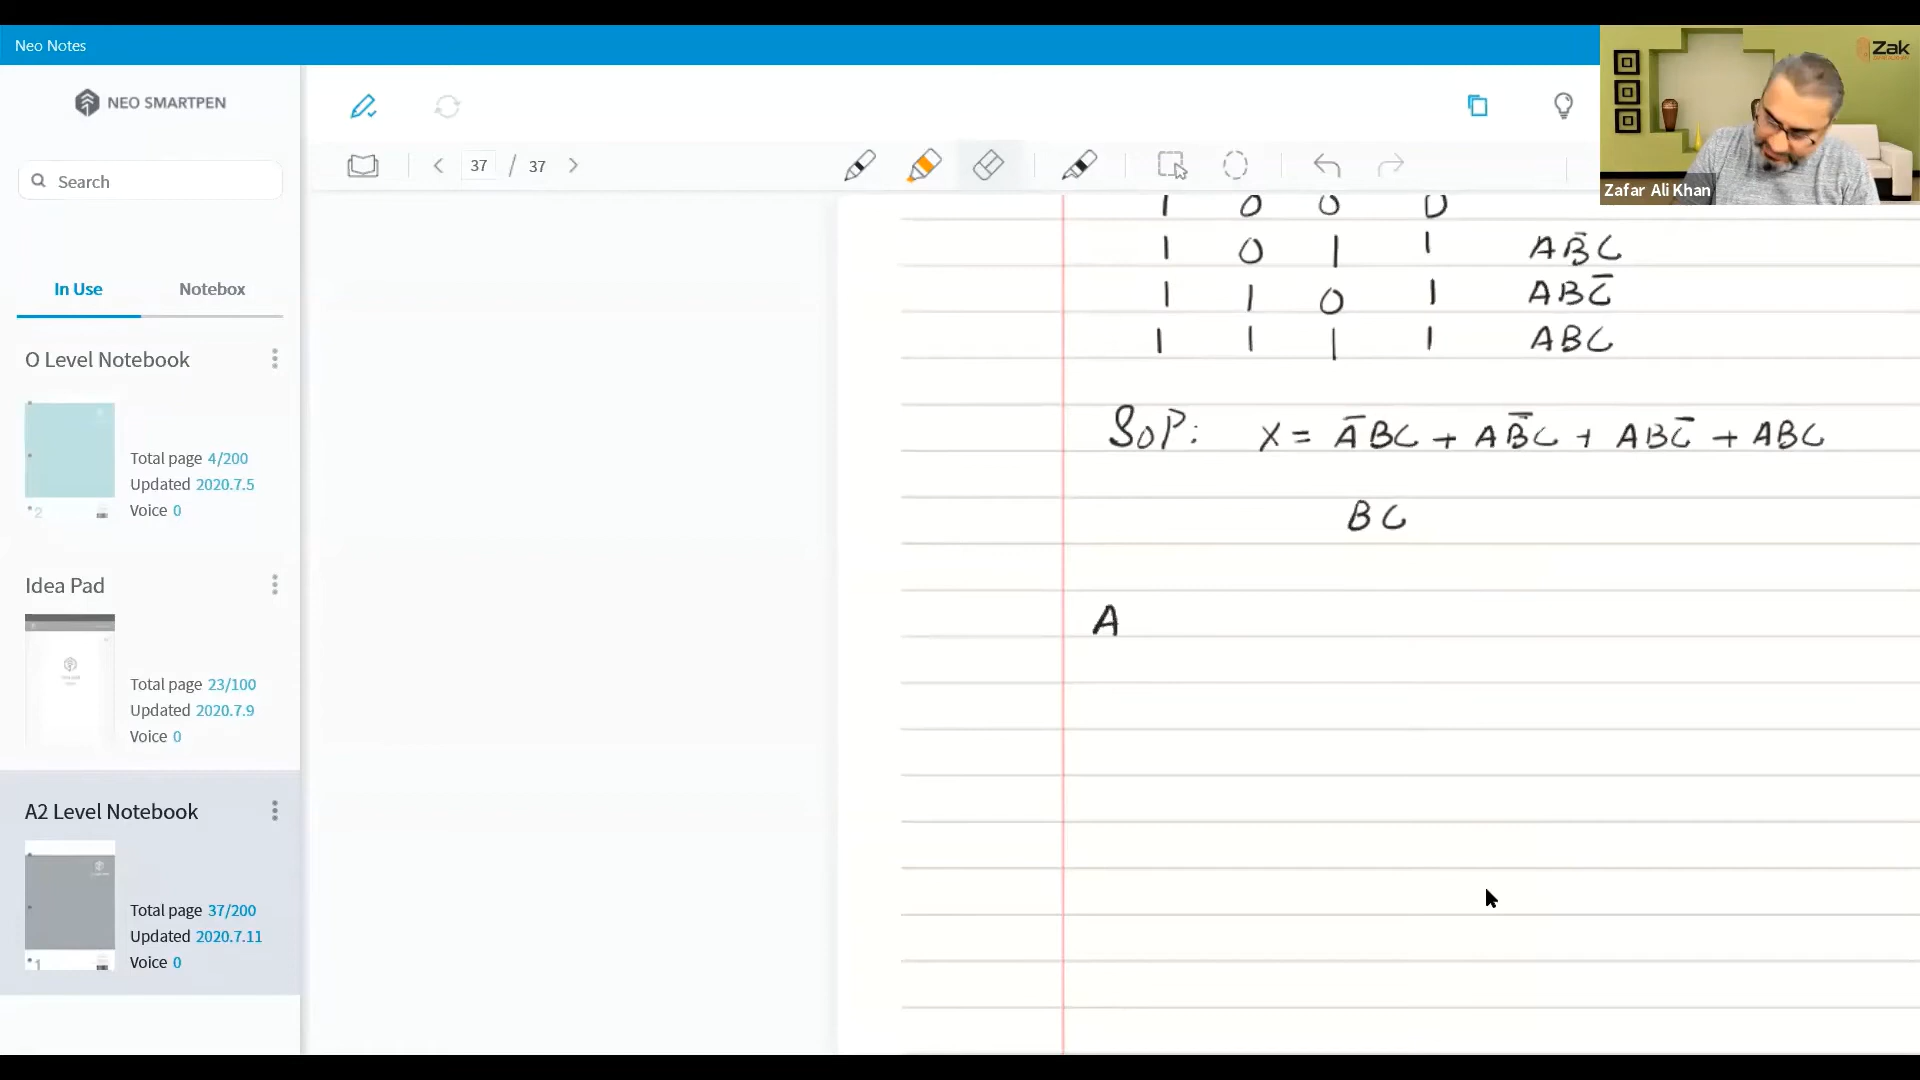 Neo Notes
Zak
NEO SMARTPEN
37 / 37
Search
Zafar Ali Khan
In Use
Notebox
O Level Notebook
Total page 4/200
Updated 2020.7.5
Voice 0
Idea Pad
Total page 23/100
Updated 2020.7.9
Voice 0
A2 Level Notebook
Total page 37/200
Updated 2020.7.11
Voice 0
1 0 0 0
1 0 1 1 AB̄C
1 1 0 1 ABC̄
1 1 1 1 ABC
SoP: X = ĀBC + AB̄C + ABC̄ + ABC
BC
A